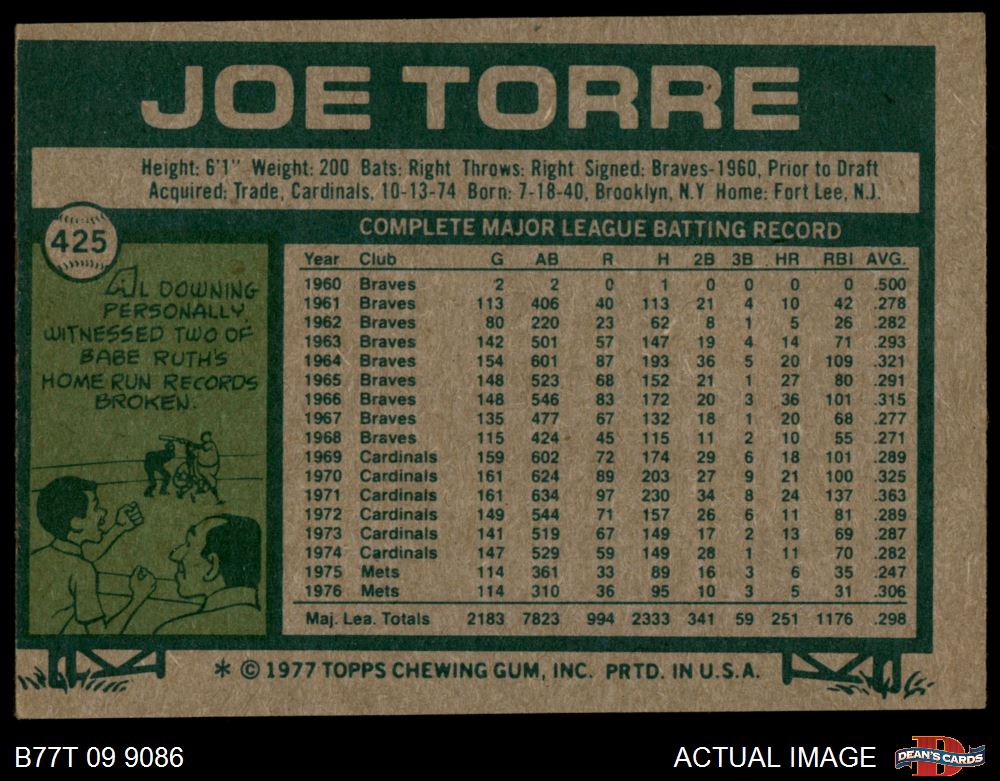 JOE TORRE
Height: 6'1" Weight: 200 Bats: Right Throws: Right Signed: Braves-1960, Prior to Draft
Acquired: Trade, Cardinals, 10-13-74 Born: 7-18-40, Brooklyn, N.Y Home: Fort Lee, N.J.
425
AL DOWNING
PERSONALLY
WITNESSED TWO OF
BABE RUTH'S
HOME RUN RECORDS
BROKEN.
COMPLETE MAJOR LEAGUE BATTING RECORD
Year Club G AB R H 2B 3B HR RBI AVG.
1960 Braves 2 2 0 1 0 0 0 0 .500
1961 Braves 113 406 40 113 21 4 10 42 .278
1962 Braves 80 220 23 62 8 1 5 26 .282
1963 Braves 142 501 57 147 19 4 14 71 .293
1964 Braves 154 601 87 193 36 5 20 109 .321
1965 Braves 148 523 68 152 21 1 27 80 .291
1966 Braves 148 546 83 172 20 3 36 101 .315
1967 Braves 135 477 67 132 18 1 20 68 .277
1968 Braves 115 424 45 115 11 2 10 55 .271
1969 Cardinals 159 602 72 174 29 6 18 101 .289
1970 Cardinals 161 624 89 203 27 9 21 100 .325
1971 Cardinals 161 634 97 230 34 8 24 137 .363
1972 Cardinals 149 544 71 157 26 6 11 81 .289
1973 Cardinals 141 519 67 149 17 2 13 69 .287
1974 Cardinals 147 529 59 149 28 1 11 70 .282
1975 Mets 114 361 33 89 16 3 6 35 .247
1976 Mets 114 310 36 95 10 3 5 31 .306
Maj. Lea. Totals 2183 7823 994 2333 341 59 251 1176 .298
* © 1977 TOPPS CHEWING GUM, INC. PRTD. IN U.S.A.
B77T 09 9086
ACTUAL IMAGE
D
DEAN'S CARDS